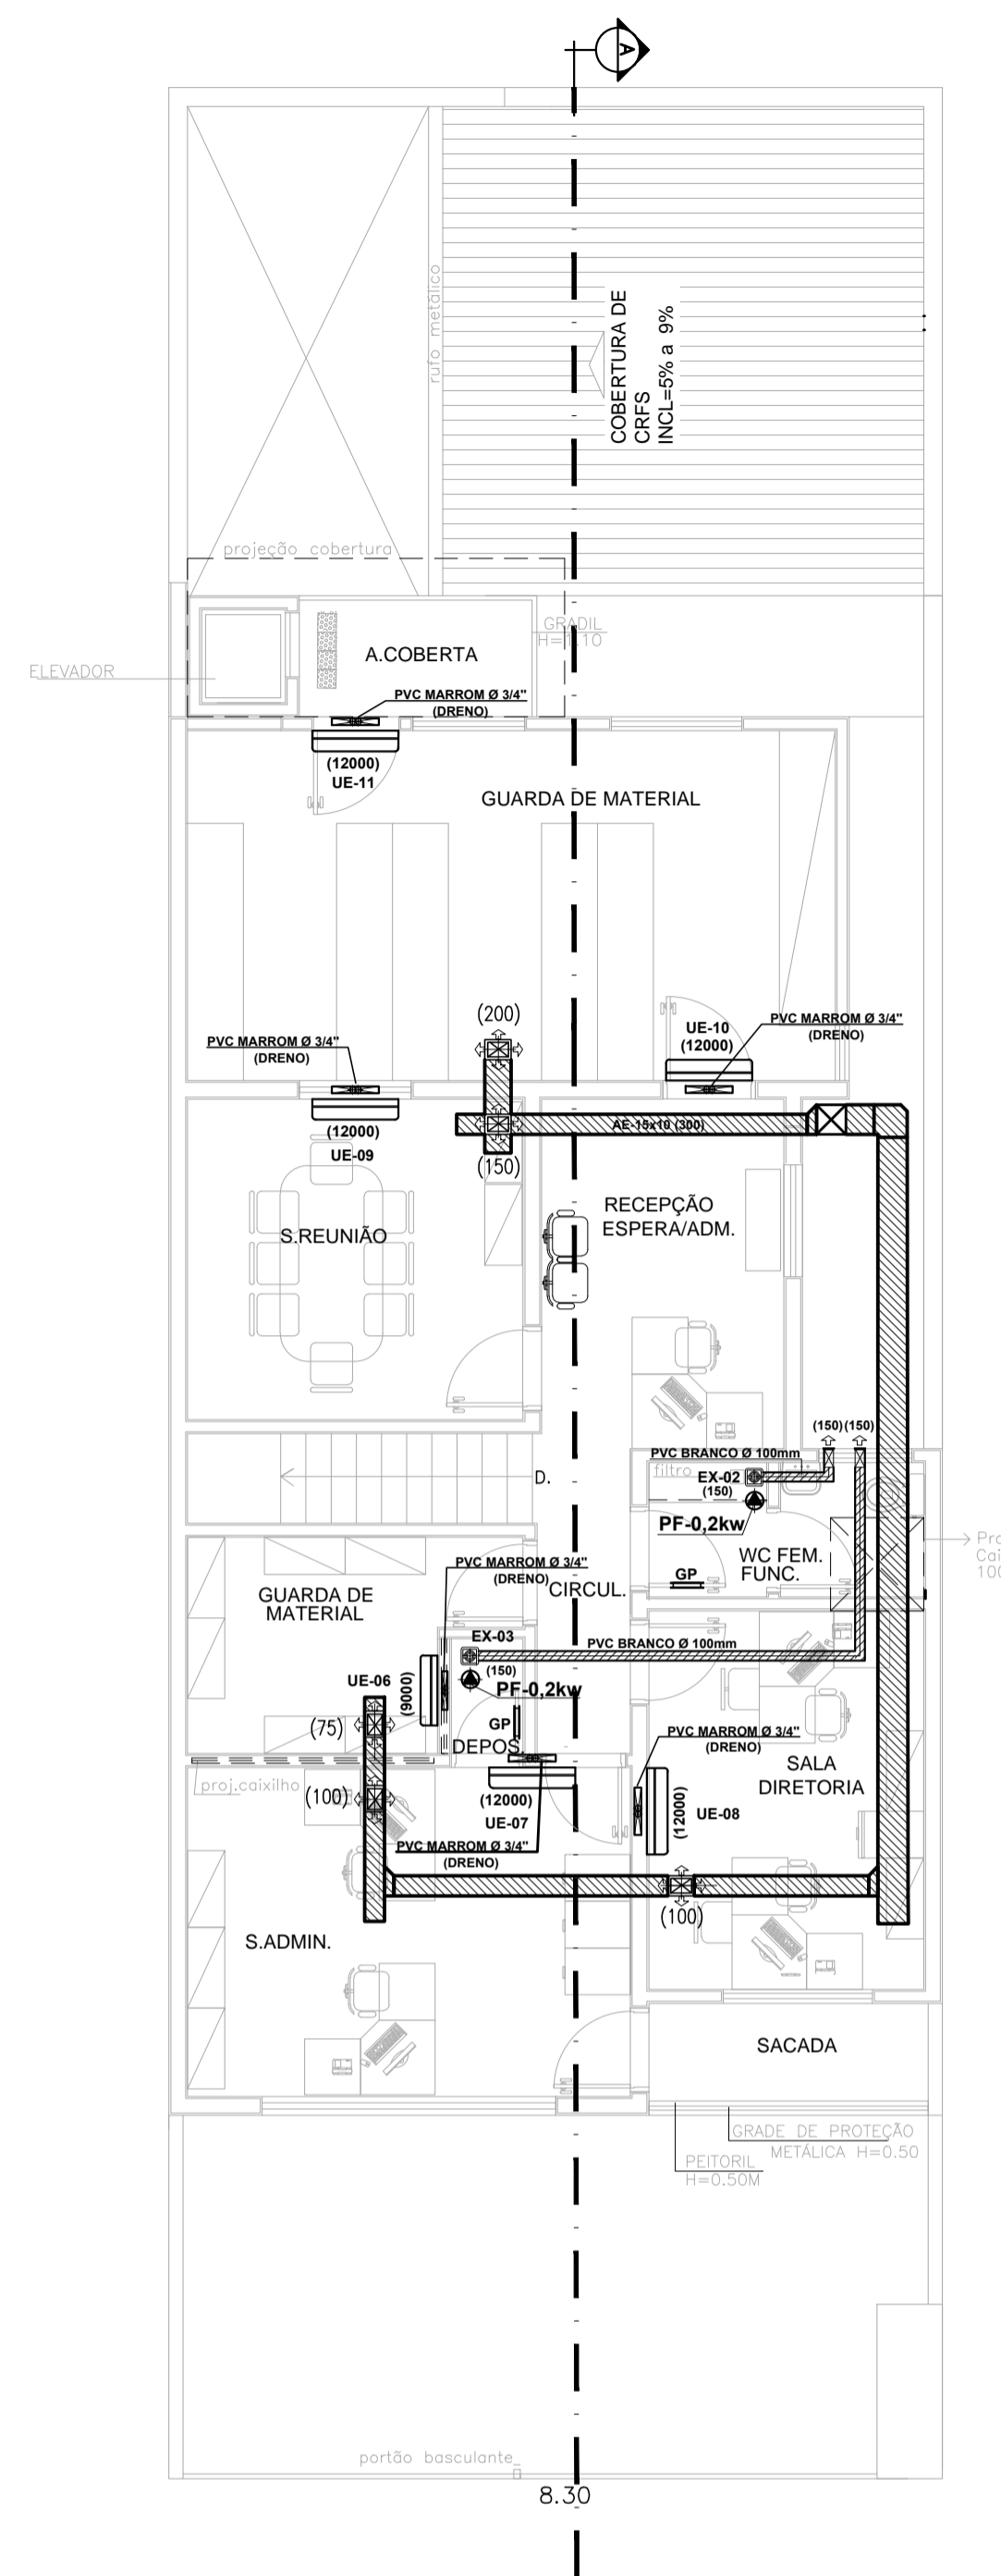 A
rufo metálico
COBERTURA DE
CRFS
INCL=5% a 9%
projeção cobertura
GRADIL
H=1.10
A.COBERTA
ELEVADOR
PVC MARROM Ø 3/4"
(DRENO)
(12000)
UE-11
GUARDA DE MATERIAL
(200)
UE-10
(12000)
PVC MARROM Ø 3/4"
(DRENO)
PVC MARROM Ø 3/4"
(DRENO)
(12000)
UE-09
AE-15x10 (300)
(150)
RECEPÇÃO
ESPERA/ADM.
S.REUNIÃO
(150)
(150)
PVC BRANCO Ø 100mm
filtro
EX-02
(150)
D.
PF-0,2kw
WC FEM.
FUNC.
PVC MARROM Ø 3/4"
(DRENO)
GP
CIRCUL.
GUARDA DE
MATERIAL
EX-03
PVC BRANCO Ø 100mm
(150)
PF-0,2kw
UE-06
(9000)
(75)
GP
DEPOS.
PVC MARROM Ø 3/4"
(DRENO)
SALA
DIRETORIA
proj.caixilho
(100)
(12000)
UE-07
(12000)
UE-08
PVC MARROM Ø 3/4"
(DRENO)
(100)
S.ADMIN.
SACADA
GRADE DE PROTEÇÃO
METÁLICA H=0.50
PEITORIL
H=0.50M
portão basculante
8.30